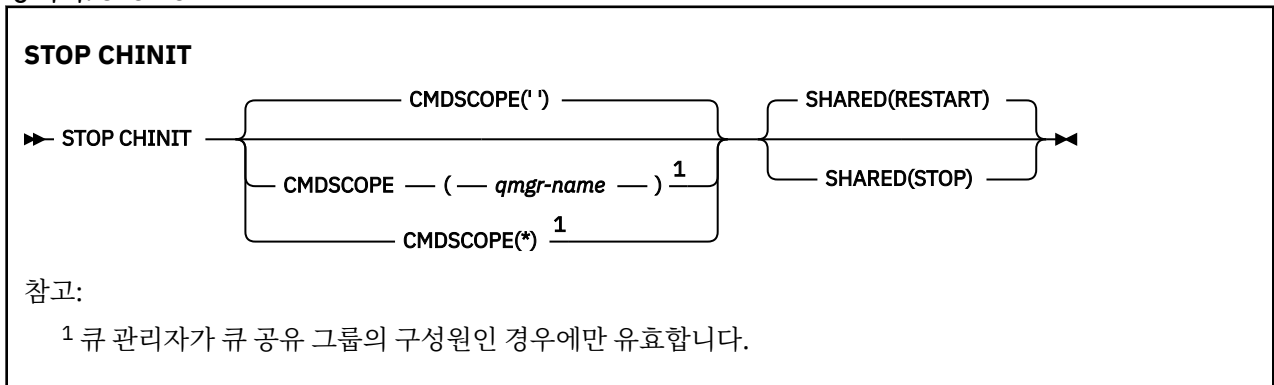 STOP CHINIT
CMDSCOPE(' ') SHARED(RESTART)
STOP CHINIT
CMDSCOPE ( qmgr-name ) 1 SHARED(STOP)
CMDSCOPE(*) 1
참고:
1 큐 관리자가 큐 공유 그룹의 구성원인 경우에만 유효합니다.